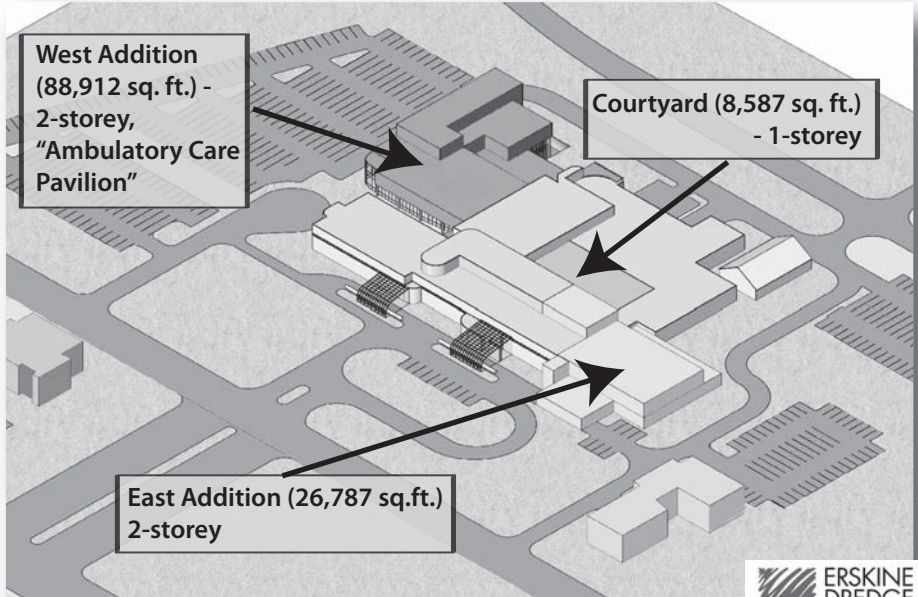 West Addition
(88,912 sq. ft.) -
2-storey,
“Ambulatory Care
Pavilion”
Courtyard (8,587 sq. ft.)
- 1-storey
East Addition (26,787 sq.ft.)
2-storey
ERSKINE
DREDGE